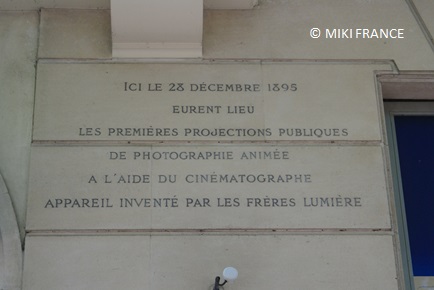 © MIKI FRANCE
ICI LE 28 DÉCEMBRE 1895
EURENT LIEU
LES PREMIÈRES PROJECTIONS PUBLIQUES
DE PHOTOGRAPHIE ANIMÉE
A L'AIDE DU CINÉMATOGRAPHE
APPAREIL INVENTÉ PAR LES FRÈRES LUMIÈRE